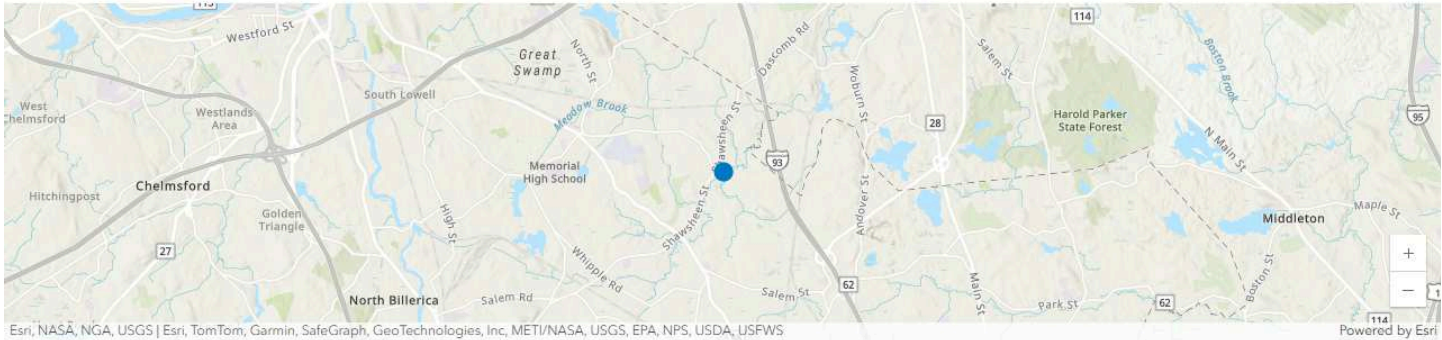 113
Westford St
Great
Swamp
North St
Dascomb Rd
114
Salem St
Boston Brook
West
Chelmsford
Westlands
Area
South Lowell
Meadow Brook
Shawsheen St
Woburn St
28
Harold Parker
State Forest
N Main St
95
93
Memorial
High School
Hitchingpost
Chelmsford
Golden
Triangle
High St
Shawsheen St
Andover St
Middleton
Maple St
27
Whipple Rd
62
Main St
Boston St
+
−
North Billerica
Salem Rd
Salem St
Park St
62
1
114
Esri, NASA, NGA, USGS | Esri, TomTom, Garmin, SafeGraph, GeoTechnologies, Inc, METI/NASA, USGS, EPA, NPS, USDA, USFWS
Powered by Esri